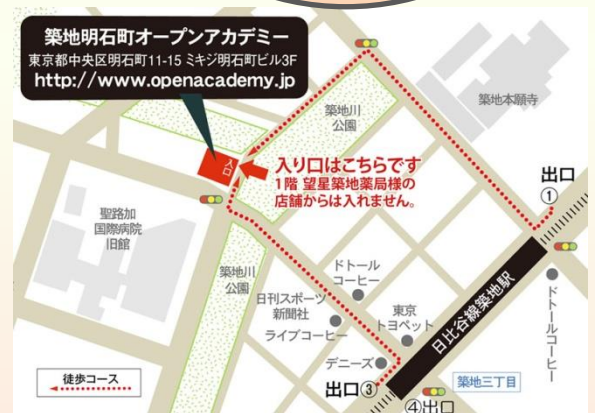 築地明石町オープンアカデミー
東京都中央区明石町11-15 ミキジ明石町ビル3F
http://www.openacademy.jp
築地川
公園
築地本願寺
入口
入り口はこちらです
1階 望星築地薬局様の
店舗からは入れません。
出口
①
聖路加
国際病院
旧館
築地川
公園
ドトール
コーヒー
日刊スポーツ
新聞社
ライブコーヒー
東京
トヨペット
日比谷線築地駅
ドトールコーヒー
デニーズ
徒歩コース
出口③
築地三丁目
④出口